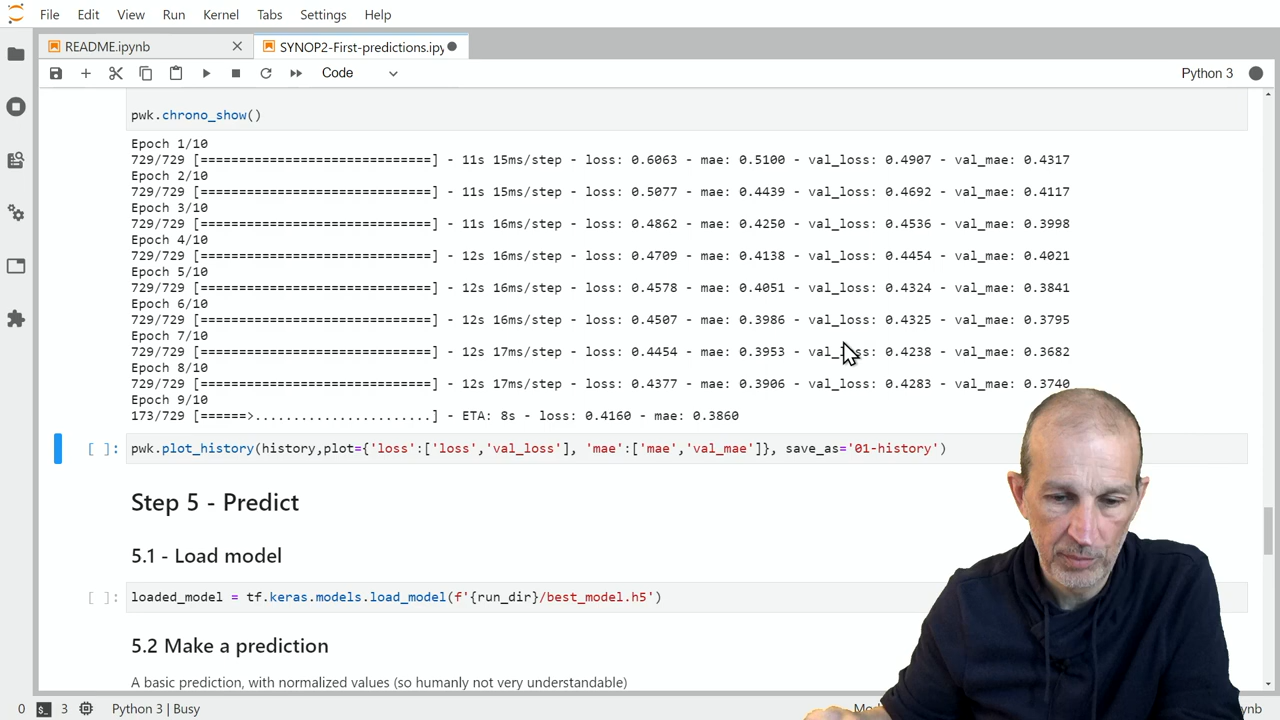 File Edit View Run Kernel Tabs Settings Help
README.ipynb SYNOP2-First-predictions.ipy
Code Python 3
pwk.chrono_show()
Epoch 1/10
729/729 [==============================] - 11s 15ms/step - loss: 0.6063 - mae: 0.5100 - val_loss: 0.4907 - val_mae: 0.4317
Epoch 2/10
729/729 [==============================] - 11s 15ms/step - loss: 0.5077 - mae: 0.4439 - val_loss: 0.4692 - val_mae: 0.4117
Epoch 3/10
729/729 [==============================] - 11s 16ms/step - loss: 0.4862 - mae: 0.4250 - val_loss: 0.4536 - val_mae: 0.3998
Epoch 4/10
729/729 [==============================] - 12s 16ms/step - loss: 0.4709 - mae: 0.4138 - val_loss: 0.4454 - val_mae: 0.4021
Epoch 5/10
729/729 [==============================] - 12s 16ms/step - loss: 0.4578 - mae: 0.4051 - val_loss: 0.4324 - val_mae: 0.3841
Epoch 6/10
729/729 [==============================] - 12s 16ms/step - loss: 0.4507 - mae: 0.3986 - val_loss: 0.4325 - val_mae: 0.3795
Epoch 7/10
729/729 [==============================] - 12s 17ms/step - loss: 0.4454 - mae: 0.3953 - val_loss: 0.4238 - val_mae: 0.3682
Epoch 8/10
729/729 [==============================] - 12s 17ms/step - loss: 0.4377 - mae: 0.3906 - val_loss: 0.4283 - val_mae: 0.3740
Epoch 9/10
173/729 [======>.......................] - ETA: 8s - loss: 0.4160 - mae: 0.3860
[ ]: pwk.plot_history(history,plot={'loss':['loss','val_loss'], 'mae':['mae','val_mae']}, save_as='01-history')
Step 5 - Predict
5.1 - Load model
[ ]: loaded_model = tf.keras.models.load_model(f'{run_dir}/best_model.h5')
5.2 Make a prediction
A basic prediction, with normalized values (so humanly not very understandable)
0 3 Python 3 | Busy